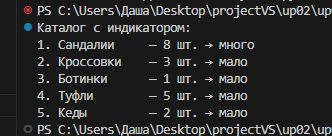 PS C:\Users\Даша\Desktop\projectVS\up02\up
Каталог с индикатором:
1. Сандалии — 8 шт. → много
2. Кроссовки — 3 шт. → мало
3. Ботинки — 1 шт. → мало
4. Туфли — 5 шт. → мало
5. Кеды — 2 шт. → мало
PS C:\Users\Даша\Desktop\projectVS\up02\up